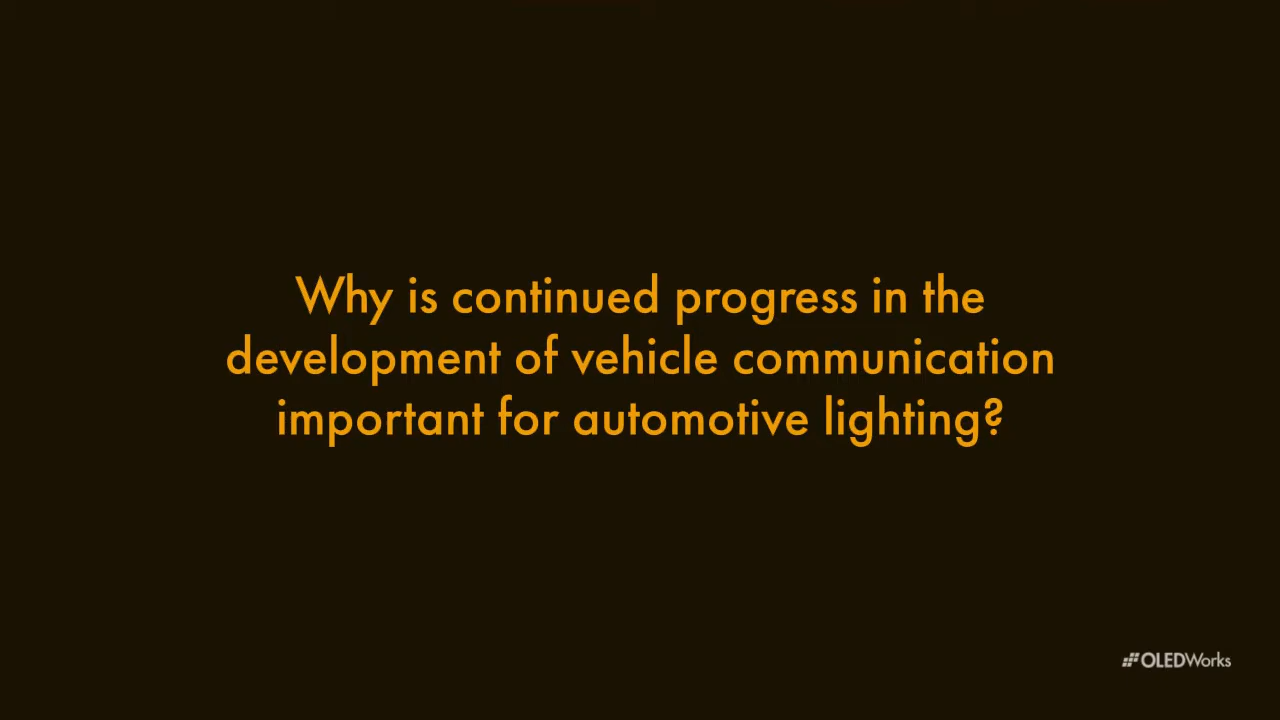 Why is continued progress in the
development of vehicle communication
important for automotive lighting?
OLEDWorks